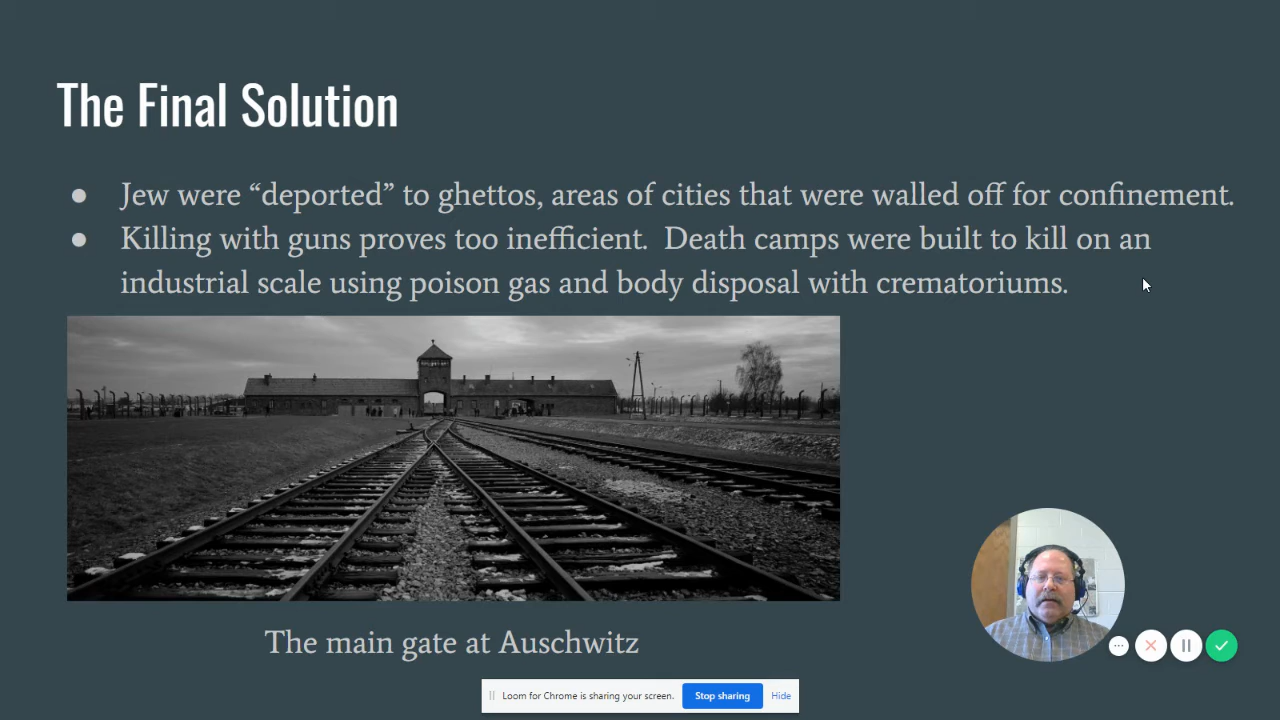 The Final Solution
● Jew were “deported” to ghettos, areas of cities that were walled off for confinement.
● Killing with guns proves too inefficient.  Death camps were built to kill on an
industrial scale using poison gas and body disposal with crematoriums.
The main gate at Auschwitz
Loom for Chrome is sharing your screen. Stop sharing Hide